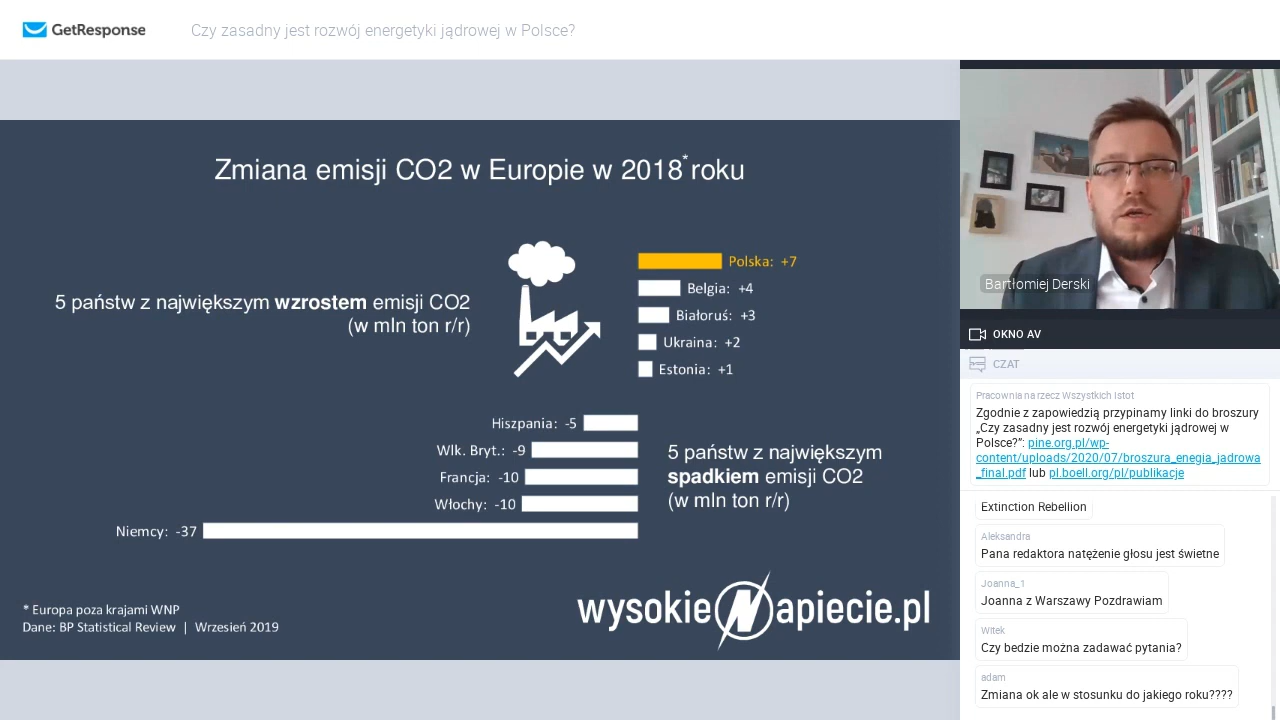 GetResponse
Czy zasadny jest rozwój energetyki jądrowej w Polsce?
Zmiana emisji CO2 w Europie w 2018* roku
5 państw z największym wzrostem emisji CO2
(w mln ton r/r)
Polska: +7
Belgia: +4
Białoruś: +3
Ukraina: +2
Estonia: +1
Hiszpania: -5
Wlk. Bryt.: -9
Francja: -10
Włochy: -10
Niemcy: -37
5 państw z największym
spadkiem emisji CO2
(w mln ton r/r)
* Europa poza krajami WNP
Dane: BP Statistical Review | Wrzesień 2019
wysokieNapiecie.pl
Bartłomiej Derski
OKNO AV
CZAT
Pracownia na rzecz Wszystkich Istot
Zgodnie z zapowiedzią przypinamy linki do broszury
„Czy zasadny jest rozwój energetyki jądrowej w
Polsce?”: pine.org.pl/wp-
content/uploads/2020/07/broszura_enegia_jadrowa
_final.pdf lub pl.boell.org/pl/publikacje
Extinction Rebellion
Aleksandra
Pana redaktora natężenie głosu jest świetne
Joanna_1
Joanna z Warszawy Pozdrawiam
Witek
Czy bedzie można zadawać pytania?
adam
Zmiana ok ale w stosunku do jakiego roku????